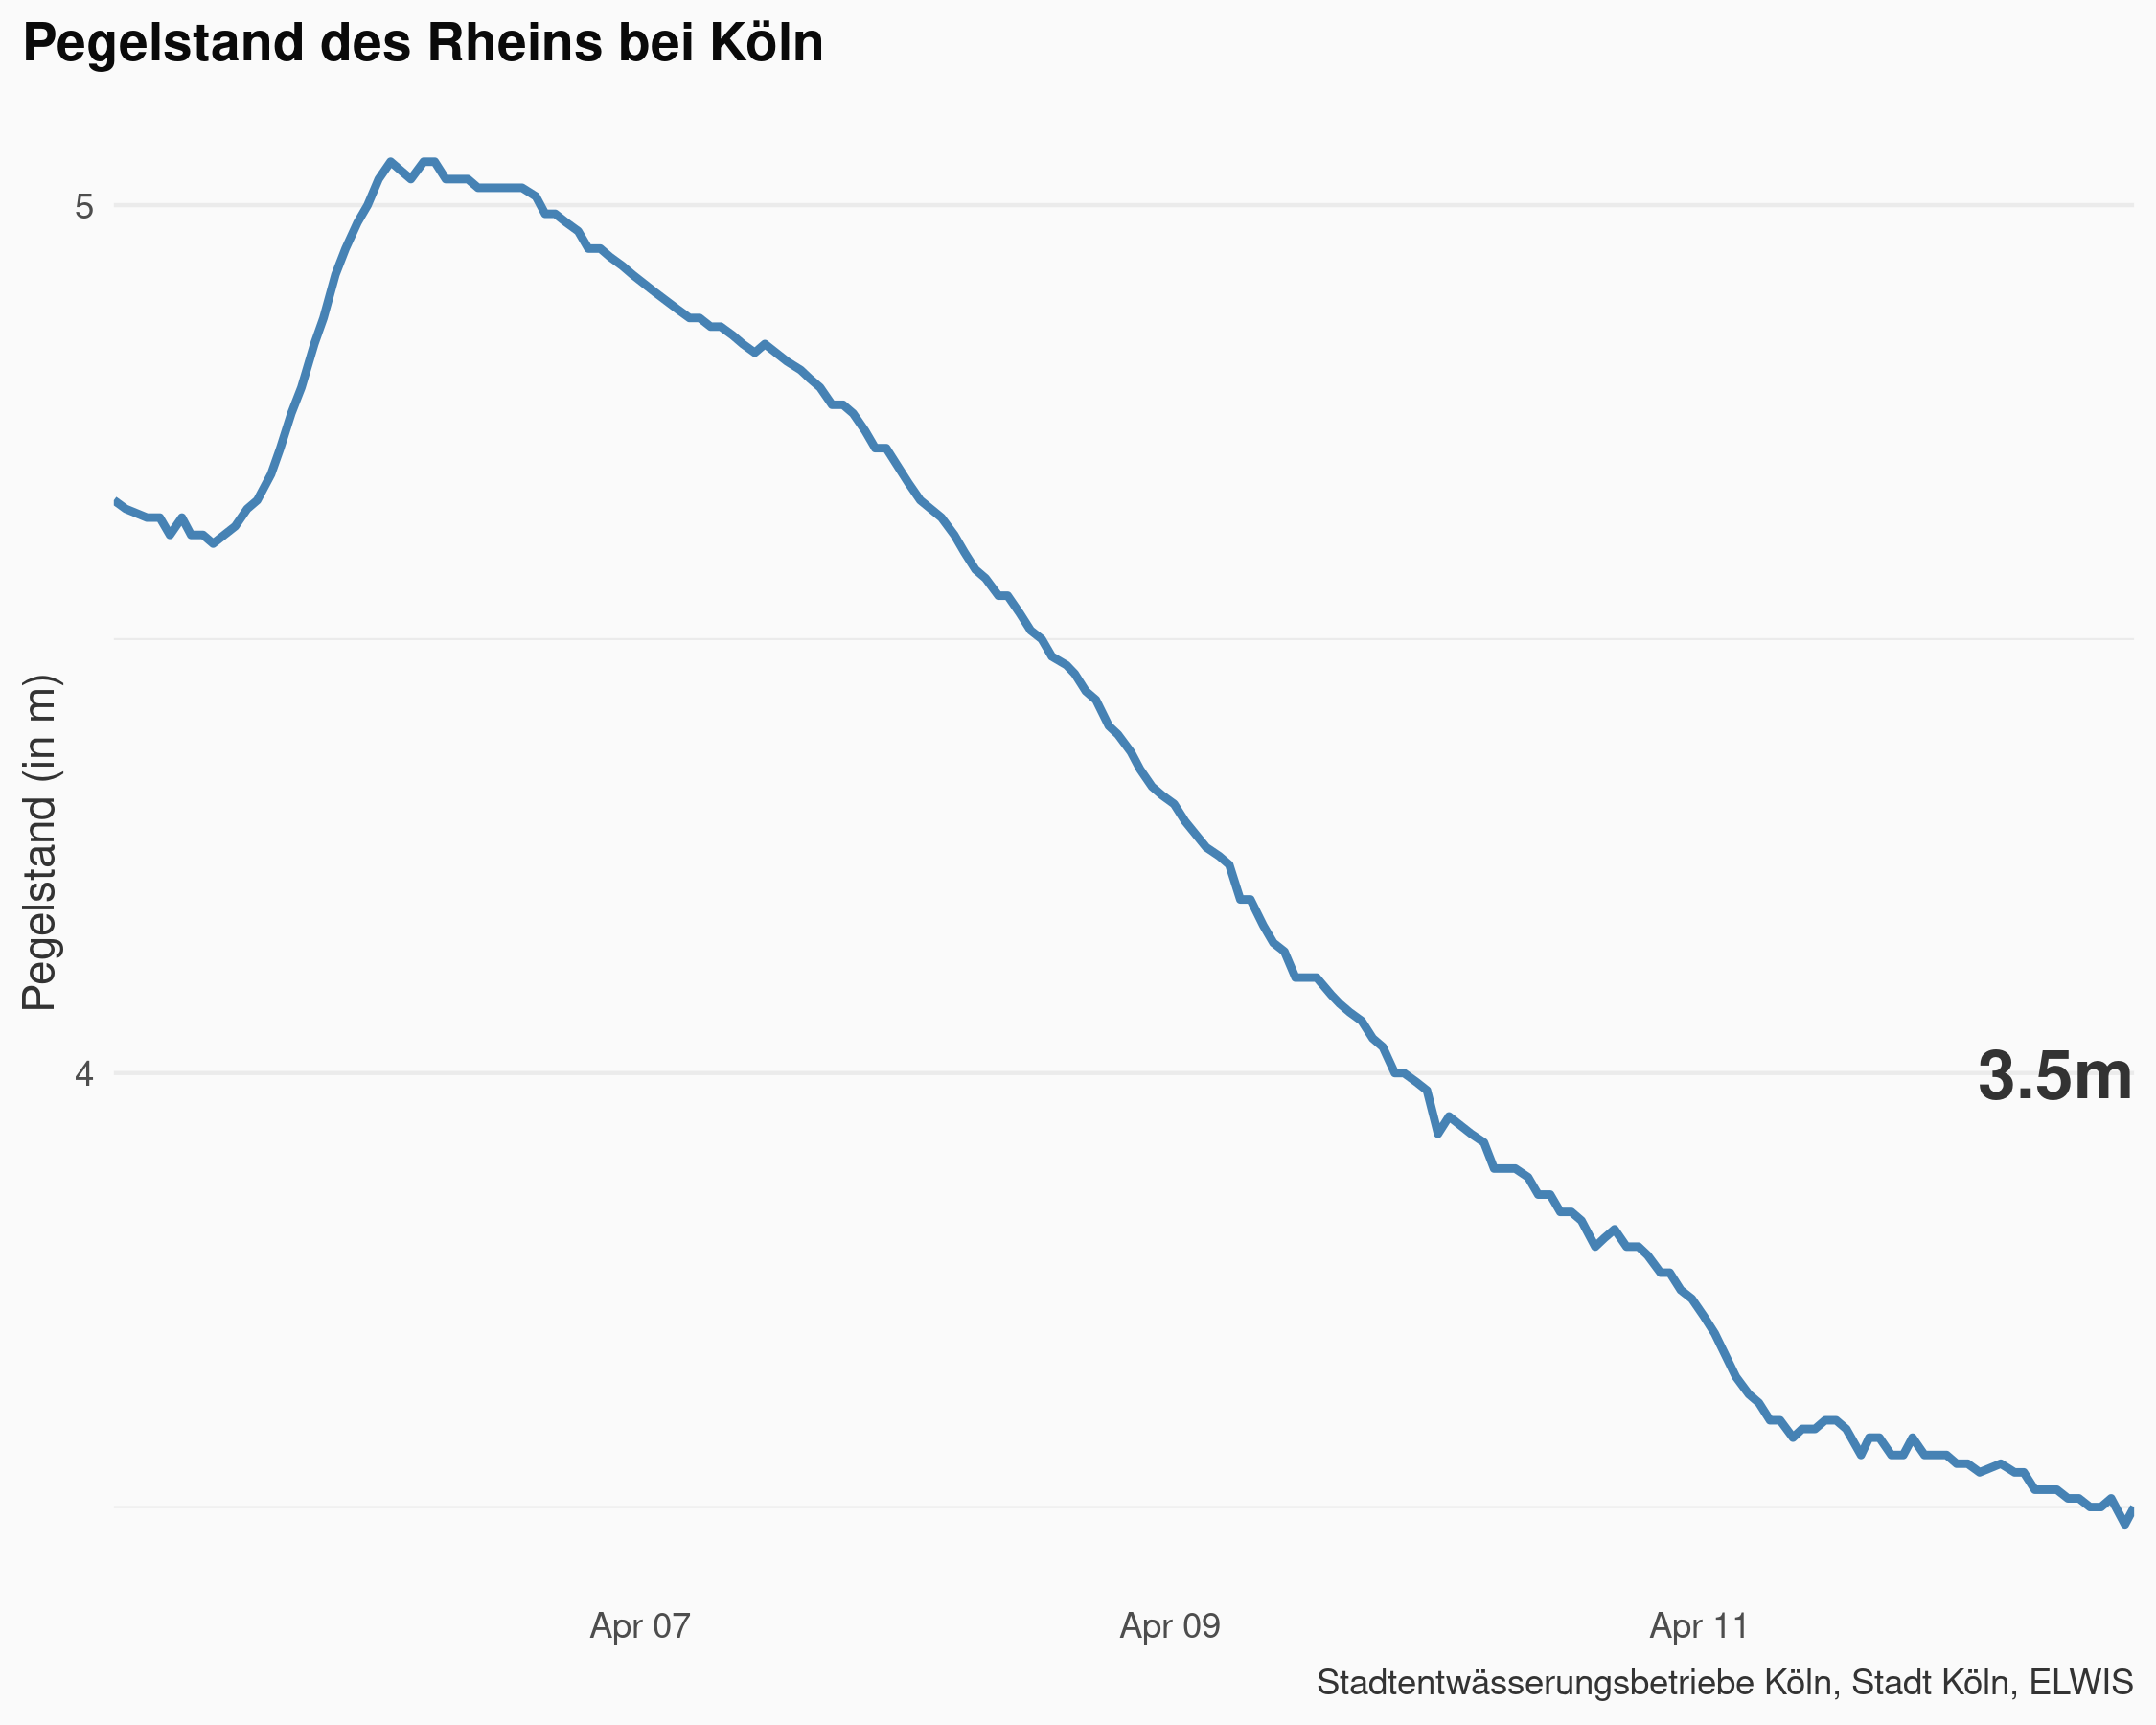 Pegelstand des Rheins bei Köln
Pegelstand (in m)
5
4
3.5m
Apr 07
Apr 09
Apr 11
Stadtentwässerungsbetriebe Köln, Stadt Köln, ELWIS